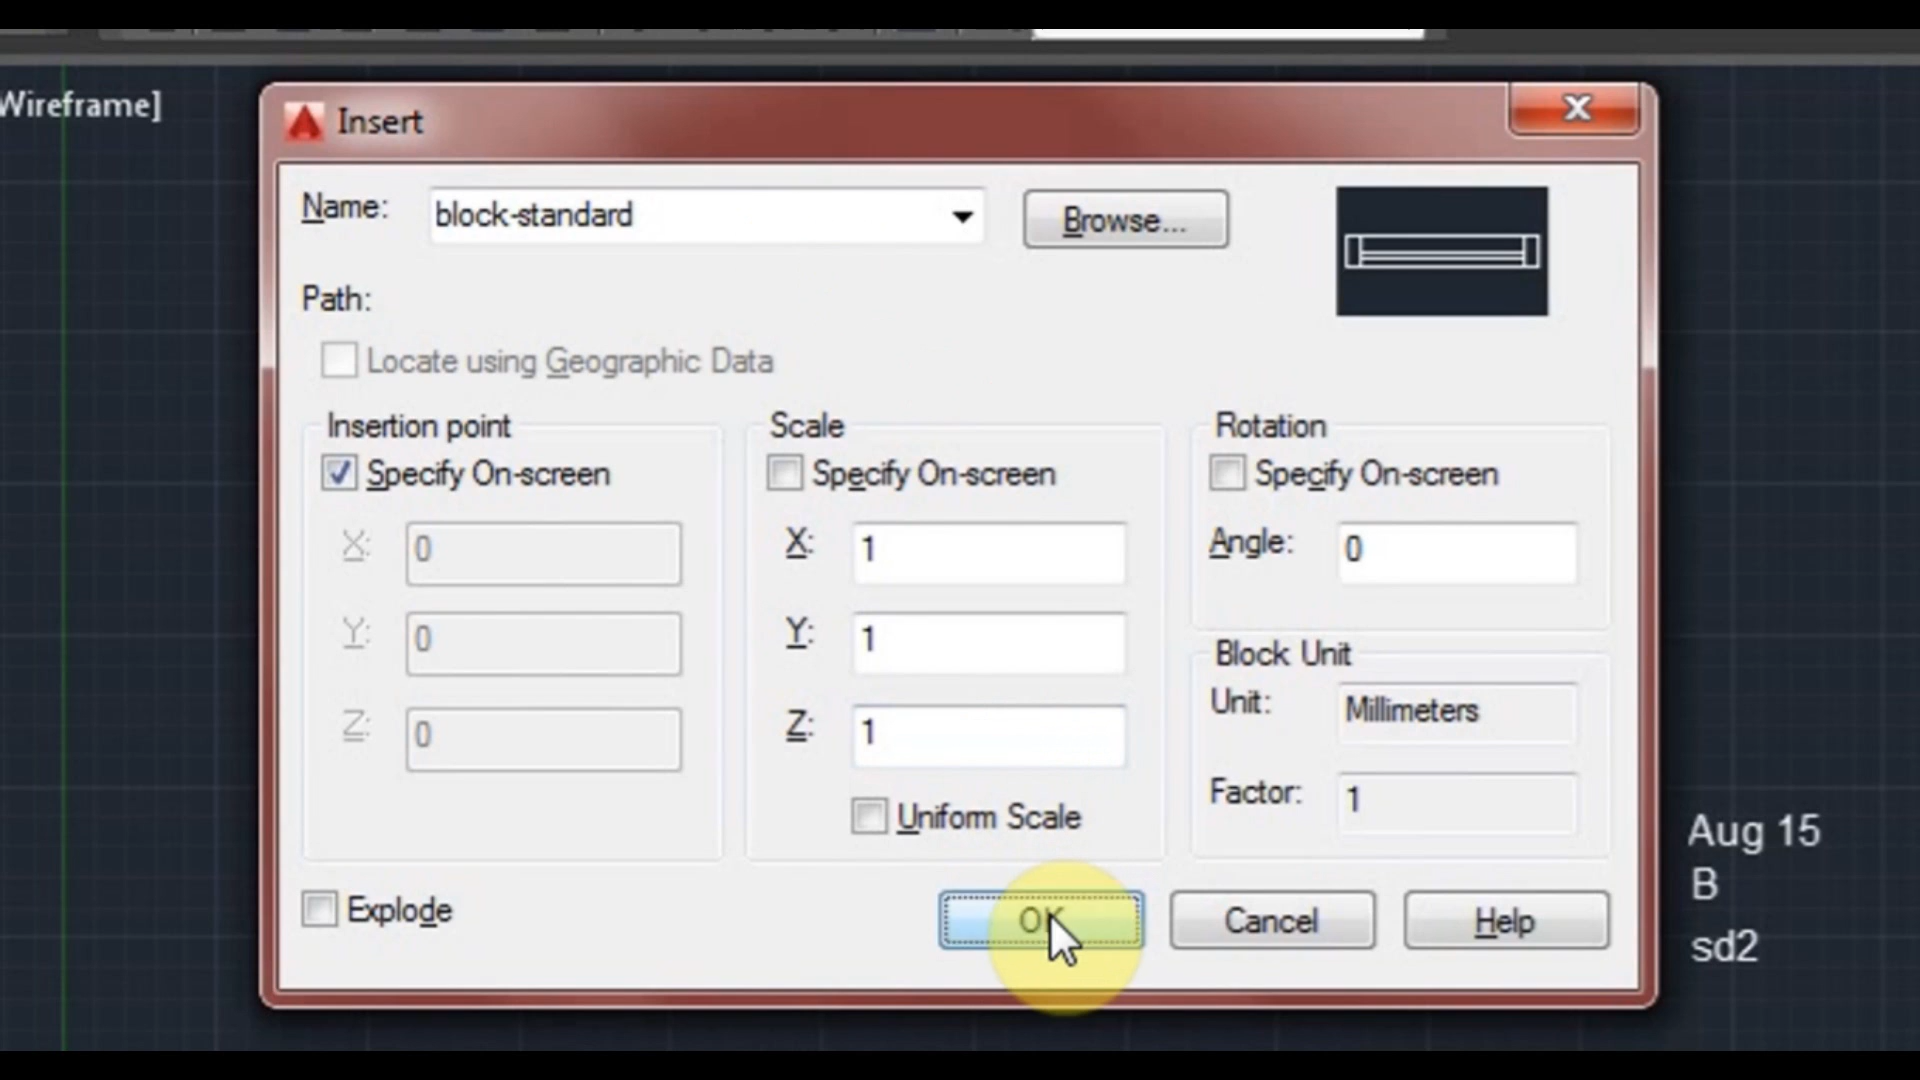 Wireframe]
Insert
Name: block-standard Browse...
Path:
Locate using Geographic Data
Insertion point
Specify On-screen
X: 0
Y: 0
Z: 0
Scale
Specify On-screen
X: 1
Y: 1
Z: 1
Uniform Scale
Rotation
Specify On-screen
Angle: 0
Block Unit
Unit: Millimeters
Factor: 1
Explode
OK Cancel Help
Aug 15
B
sd2